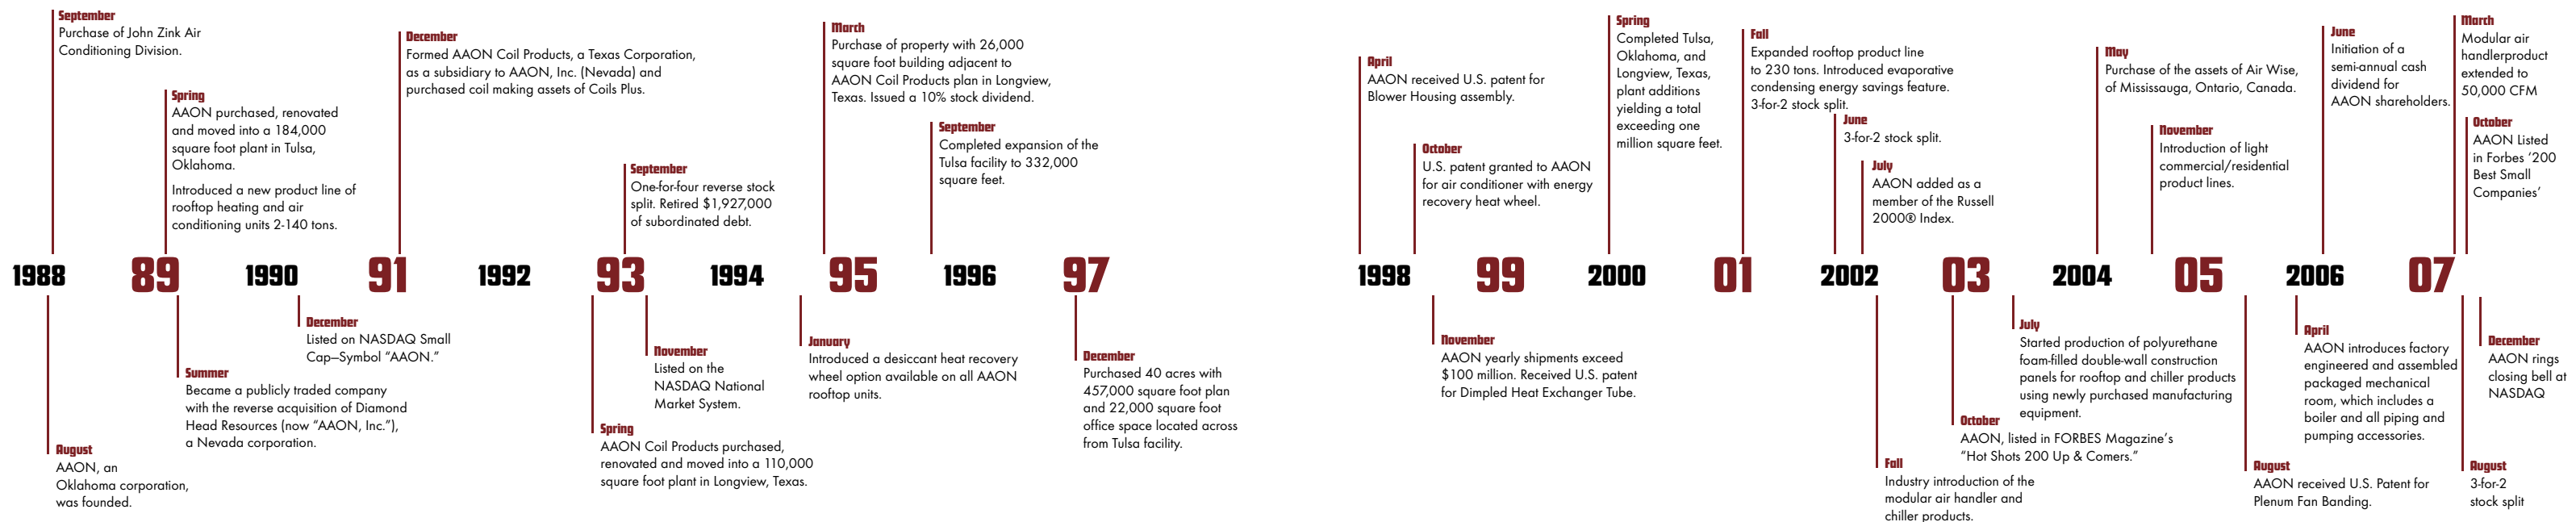 September
Purchase of John Zink Air
Conditioning Division.
Spring
AAON purchased, renovated
and moved into a 184,000
square foot plant in Tulsa,
Oklahoma.
Introduced a new product line of
rooftop heating and air
conditioning units 2-140 tons.
December
Formed AAON Coil Products, a Texas Corporation,
as a subsidiary to AAON, Inc. (Nevada) and
purchased coil making assets of Coils Plus.
September
One-for-four reverse stock
split. Retired $1,927,000
of subordinated debt.
March
Purchase of property with 26,000
square foot building adjacent to
AAON Coil Products plan in Longview,
Texas. Issued a 10% stock dividend.
September
Completed expansion of the
Tulsa facility to 332,000
square feet.
April
AAON received U.S. patent for
Blower Housing assembly.
October
U.S. patent granted to AAON
for air conditioner with energy
recovery heat wheel.
Spring
Completed Tulsa,
Oklahoma, and
Longview, Texas,
plant additions
yielding a total
exceeding one
million square feet.
Fall
Expanded rooftop product line
to 230 tons. Introduced evaporative
condensing energy savings feature.
3-for-2 stock split.
June
3-for-2 stock split.
July
AAON added as a
member of the Russell
2000® Index.
May
Purchase of the assets of Air Wise,
of Mississauga, Ontario, Canada.
November
Introduction of light
commercial/residential
product lines.
June
Initiation of a
semi-annual cash
dividend for
AAON shareholders.
March
Modular air
handlerproduct
extended to
50,000 CFM
October
AAON Listed
in Forbes ’200
Best Small
Companies’
1988 89 1990 91 1992 93 1994 95 1996 97 1998 99 2000 01 2002 03 2004 05 2006 07
August
AAON, an
Oklahoma corporation,
was founded.
Summer
Became a publicly traded company
with the reverse acquisition of Diamond
Head Resources (now “AAON, Inc.”),
a Nevada corporation.
December
Listed on NASDAQ Small
Cap—Symbol “AAON.”
Spring
AAON Coil Products purchased,
renovated and moved into a 110,000
square foot plant in Longview, Texas.
November
Listed on the
NASDAQ National
Market System.
January
Introduced a desiccant heat recovery
wheel option available on all AAON
rooftop units.
December
Purchased 40 acres with
457,000 square foot plan
and 22,000 square foot
office space located across
from Tulsa facility.
November
AAON yearly shipments exceed
$100 million. Received U.S. patent
for Dimpled Heat Exchanger Tube.
Fall
Industry introduction of the
modular air handler and
chiller products.
October
AAON, listed in FORBES Magazine’s
“Hot Shots 200 Up & Comers.”
July
Started production of polyurethane
foam-filled double-wall construction
panels for rooftop and chiller products
using newly purchased manufacturing
equipment.
August
AAON received U.S. Patent for
Plenum Fan Banding.
April
AAON introduces factory
engineered and assembled
packaged mechanical
room, which includes a
boiler and all piping and
pumping accessories.
August
3-for-2
stock split
December
AAON rings
closing bell at
NASDAQ